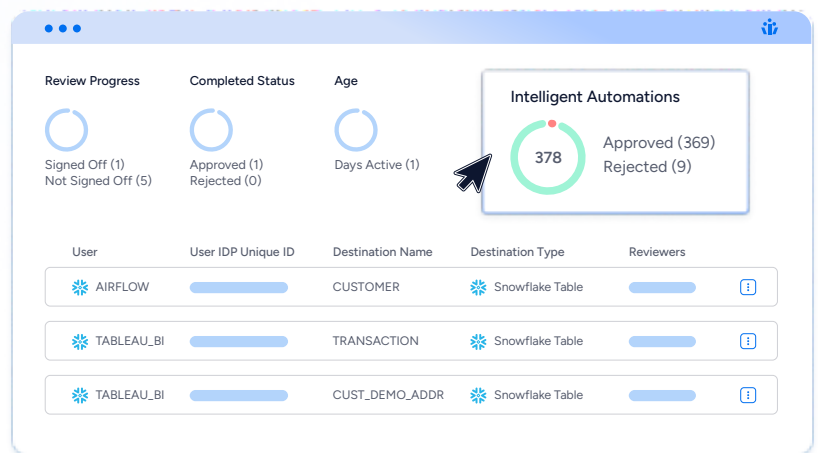 Review Progress
Completed Status
Age
Intelligent Automations
378
Approved (369)
Rejected (9)
Signed Off (1)
Not Signed Off (5)
Approved (1)
Rejected (0)
Days Active (1)
User
User IDP Unique ID
Destination Name
Destination Type
Reviewers
AIRFLOW
CUSTOMER
Snowflake Table
TABLEAU_BI
TRANSACTION
Snowflake Table
TABLEAU_BI
CUST_DEMO_ADDR
Snowflake Table